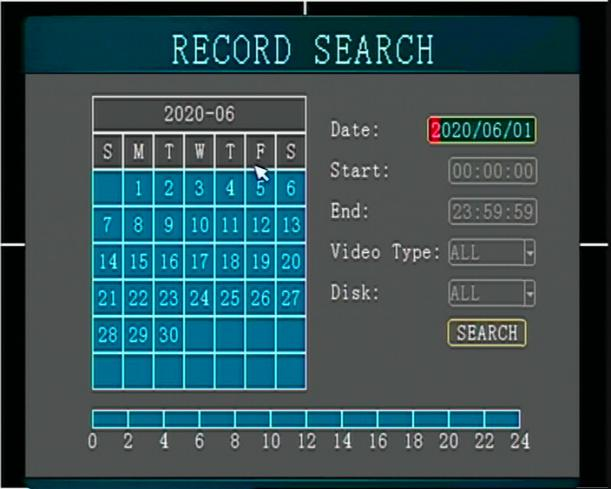 RECORD SEARCH
2020-06
S M T W T F S
1 2 3 4 5 6
7 8 9 10 11 12 13
14 15 16 17 18 19 20
21 22 23 24 25 26 27
28 29 30
Date: 2020/06/01
Start: 00:00:00
End: 23:59:59
Video Type: ALL
Disk: ALL
SEARCH
0 2 4 6 8 10 12 14 16 18 20 22 24